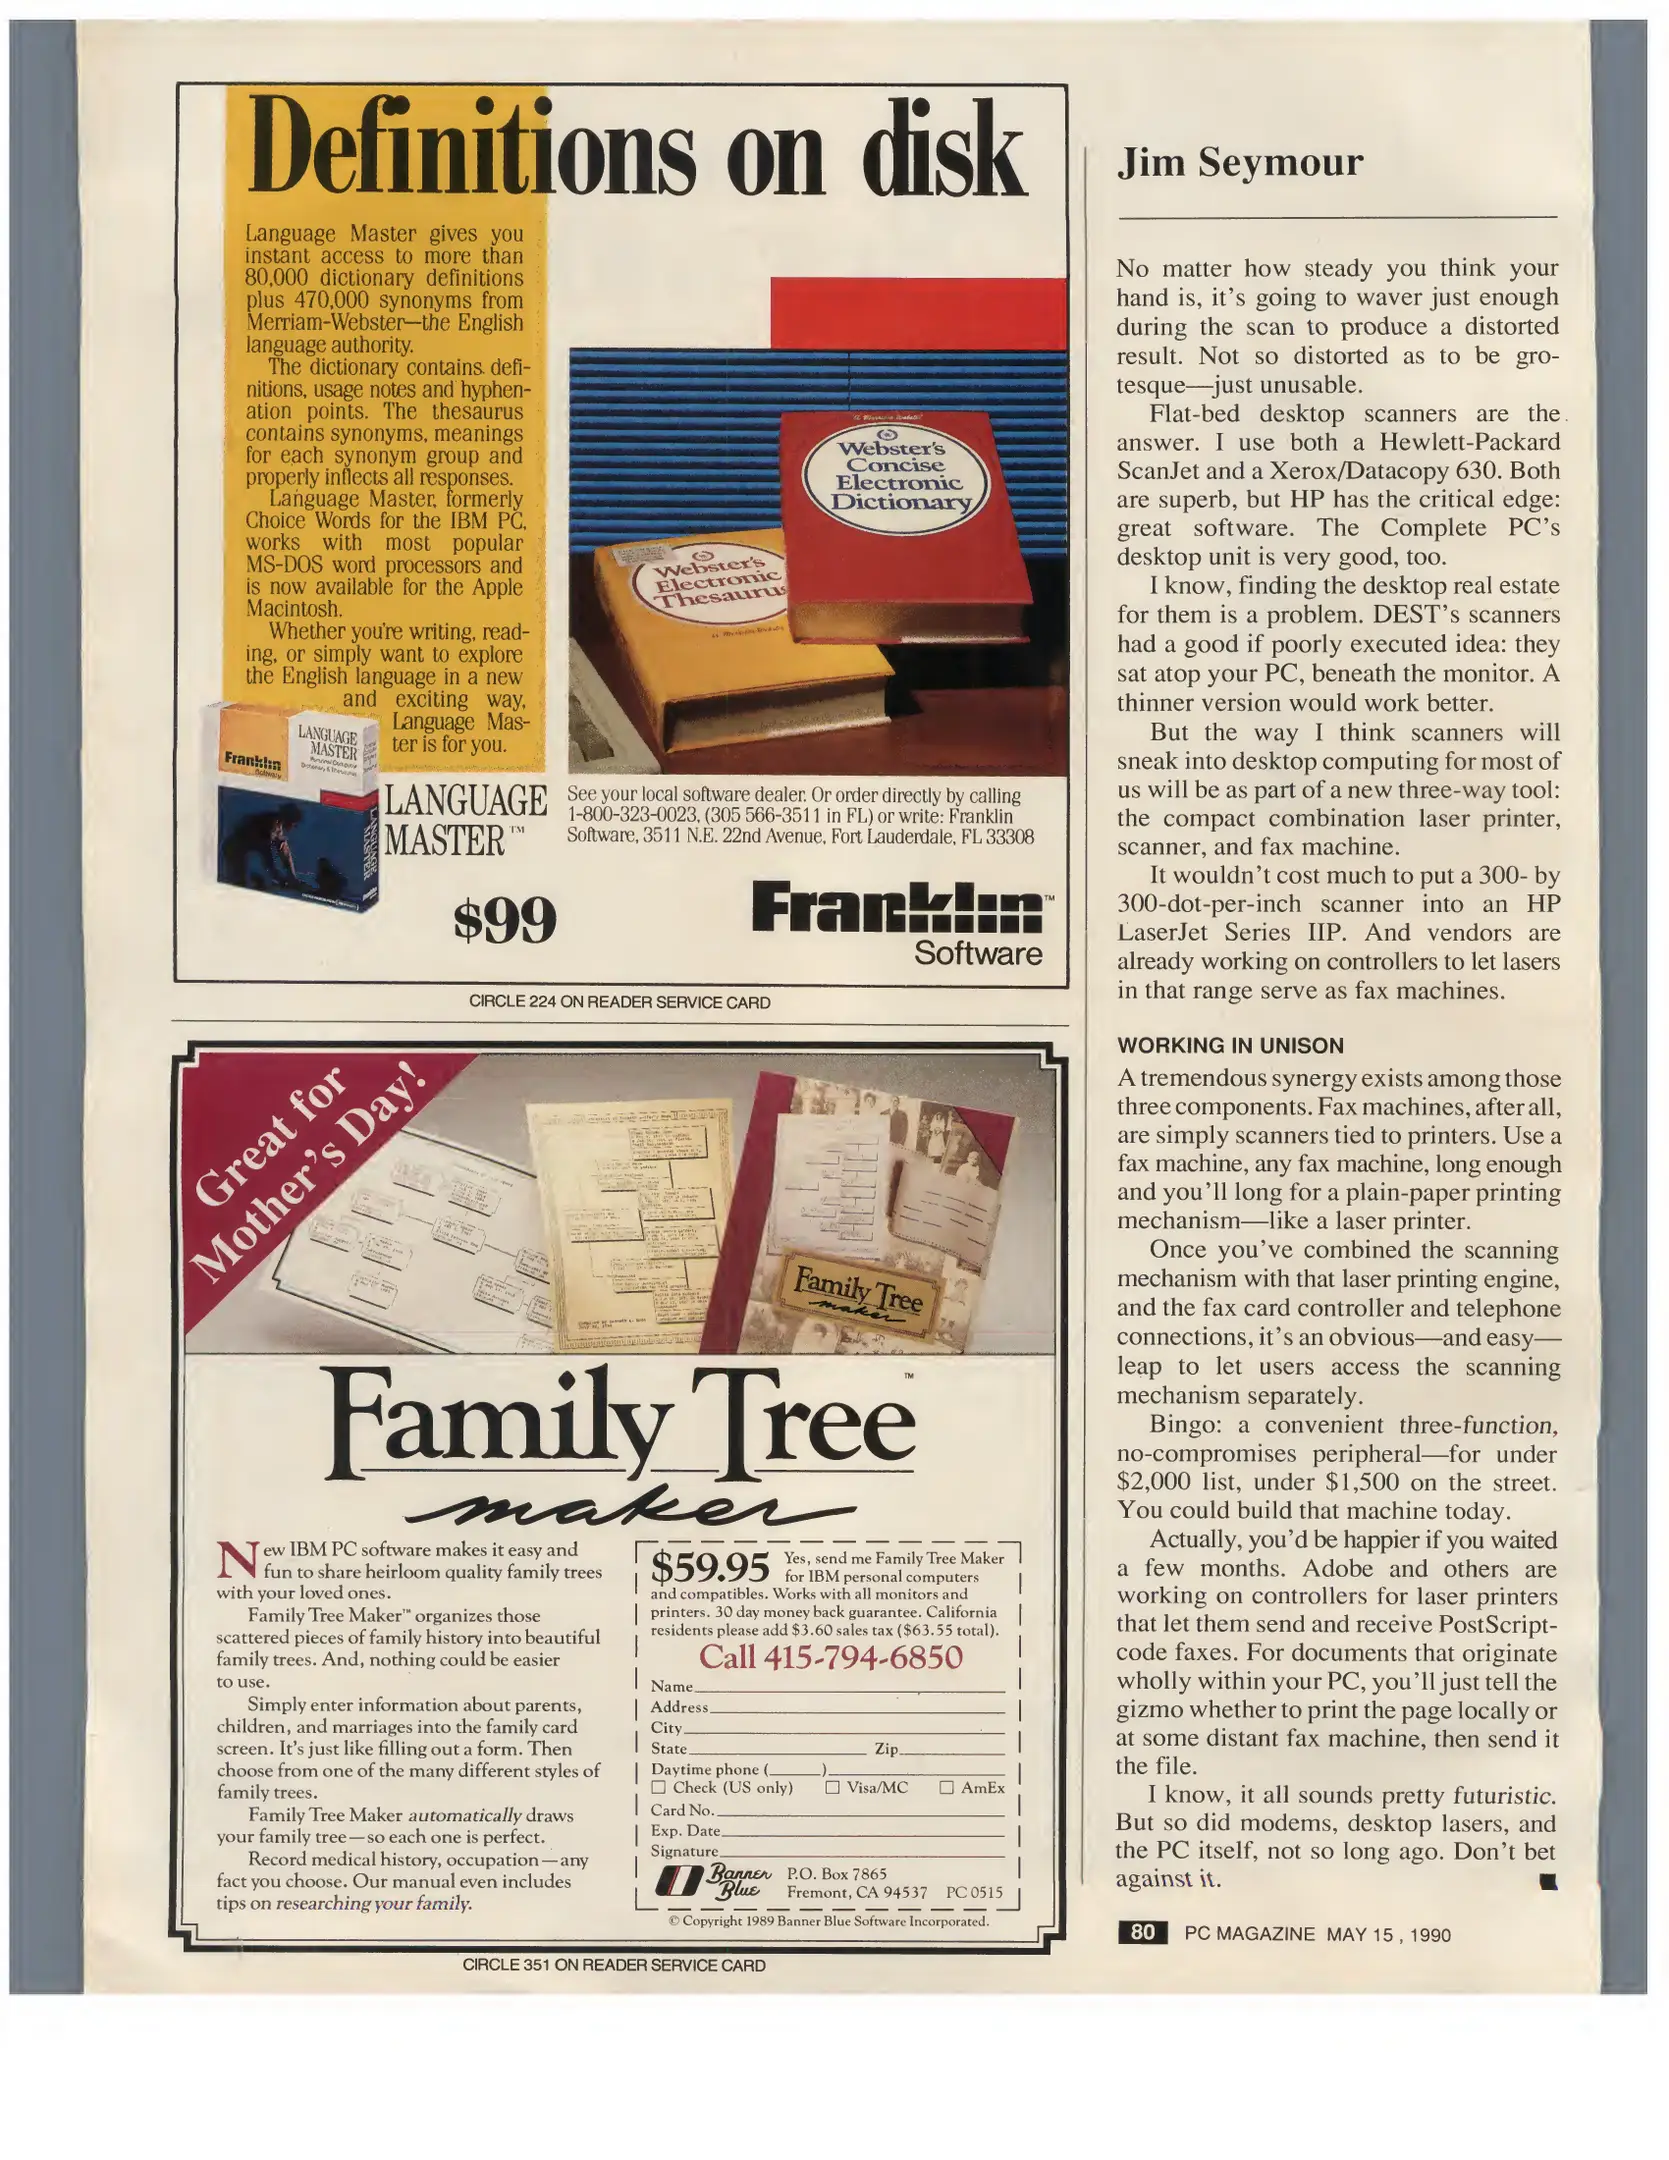 Definitions on disk
Language Master gives you
instant access to more than
80,000 dictionary definitions
plus 470,000 synonyms from
Merriam-Webster—the English
language authority.
The dictionary contains defi-
nitions, usage notes and hyphen-
ation points. The thesaurus
contains synonyms, meanings
for each synonym group and
properly inflects all responses.
Language Master, formerly
Choice Words for the IBM PC,
works with most popular
MS-DOS word processors and
is now available for the Apple
Macintosh.
Whether you're writing, read-
ing, or simply want to explore
the English language in a new
and exciting way,
Language Mas-
ter is for you.
Webster's
Concise
Electronic
Dictionary
Webster's
Electronic
Thesaurus
LANGUAGE
MASTER
Franklin
Software
LANGUAGE
MASTER
LANGUAGE
MASTER™
$99
See your local software dealer. Or order directly by calling
1-800-323-0023, (305 566-3511 in FL) or write: Franklin
Software, 3511 N.E. 22nd Avenue, Fort Lauderdale, FL 33308
Franklin™
Software
CIRCLE 224 ON READER SERVICE CARD
Great for
Mother's Day!
Family Tree
maker
Family Tree™
maker
New IBM PC software makes it easy and
fun to share heirloom quality family trees
with your loved ones.
Family Tree Maker™ organizes those
scattered pieces of family history into beautiful
family trees. And, nothing could be easier
to use.
Simply enter information about parents,
children, and marriages into the family card
screen. It's just like filling out a form. Then
choose from one of the many different styles of
family trees.
Family Tree Maker automatically draws
your family tree—so each one is perfect.
Record medical history, occupation—any
fact you choose. Our manual even includes
tips on researching your family.
$59.95 Yes, send me Family Tree Maker
for IBM personal computers
and compatibles. Works with all monitors and
printers. 30 day money back guarantee. California
residents please add $3.60 sales tax ($63.55 total).
Call 415-794-6850
Name
Address
City
State Zip
Daytime phone ( )
☐ Check (US only) ☐ Visa/MC ☐ AmEx
Card No.
Exp. Date
Signature
Banner
Blue
P.O. Box 7865
Fremont, CA 94537 PC 0515
© Copyright 1989 Banner Blue Software Incorporated.
CIRCLE 351 ON READER SERVICE CARD
Jim Seymour
No matter how steady you think your
hand is, it's going to waver just enough
during the scan to produce a distorted
result. Not so distorted as to be gro-
tesque—just unusable.
Flat-bed desktop scanners are the
answer. I use both a Hewlett-Packard
ScanJet and a Xerox/Datacopy 630. Both
are superb, but HP has the critical edge:
great software. The Complete PC's
desktop unit is very good, too.
I know, finding the desktop real estate
for them is a problem. DEST's scanners
had a good if poorly executed idea: they
sat atop your PC, beneath the monitor. A
thinner version would work better.
But the way I think scanners will
sneak into desktop computing for most of
us will be as part of a new three-way tool:
the compact combination laser printer,
scanner, and fax machine.
It wouldn't cost much to put a 300- by
300-dot-per-inch scanner into an HP
LaserJet Series IIP. And vendors are
already working on controllers to let lasers
in that range serve as fax machines.
WORKING IN UNISON
A tremendous synergy exists among those
three components. Fax machines, after all,
are simply scanners tied to printers. Use a
fax machine, any fax machine, long enough
and you'll long for a plain-paper printing
mechanism—like a laser printer.
Once you've combined the scanning
mechanism with that laser printing engine,
and the fax card controller and telephone
connections, it's an obvious—and easy—
leap to let users access the scanning
mechanism separately.
Bingo: a convenient three-function,
no-compromises peripheral—for under
$2,000 list, under $1,500 on the street.
You could build that machine today.
Actually, you'd be happier if you waited
a few months. Adobe and others are
working on controllers for laser printers
that let them send and receive PostScript-
code faxes. For documents that originate
wholly within your PC, you'll just tell the
gizmo whether to print the page locally or
at some distant fax machine, then send it
the file.
I know, it all sounds pretty futuristic.
But so did modems, desktop lasers, and
the PC itself, not so long ago. Don't bet
against it.
80 PC MAGAZINE MAY 15, 1990